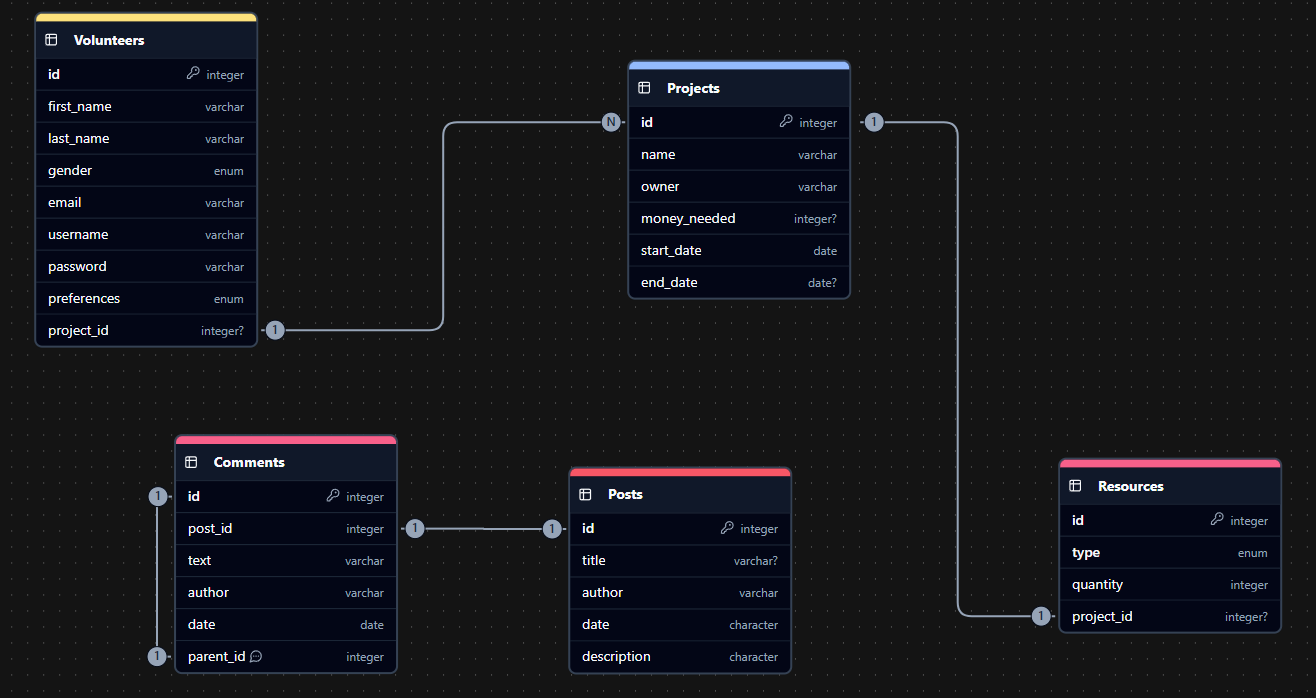 Volunteers
id integer
first_name varchar
last_name varchar
gender enum
email varchar
username varchar
password varchar
preferences enum
project_id integer?
1
N
Projects
id integer
name varchar
owner varchar
money_needed integer?
start_date date
end_date date?
1
Comments
id integer
post_id integer
text varchar
author varchar
date date
parent_id integer
1
1
1
1
Posts
id integer
title varchar?
author varchar
date character
description character
Resources
id integer
type enum
quantity integer
project_id integer?
1